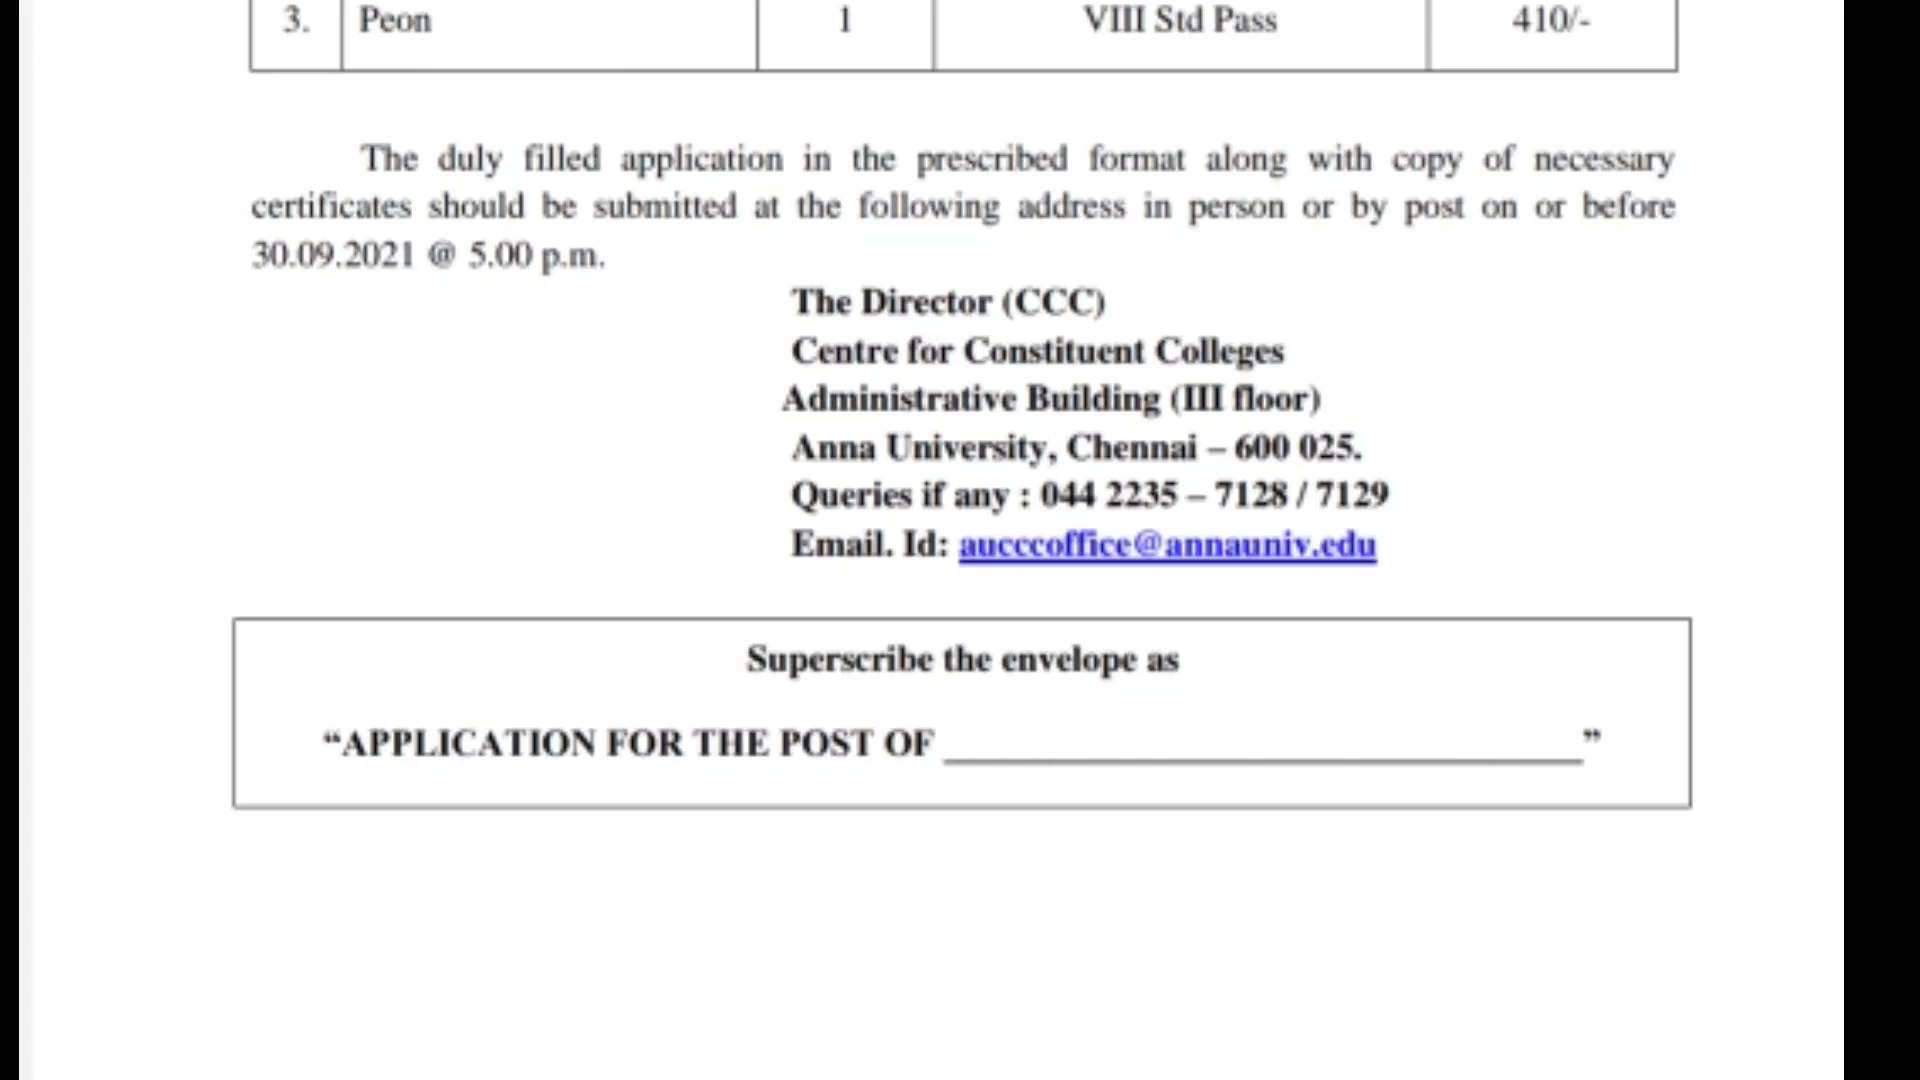 3. Peon 1 VIII Std Pass 410/-
The duly filled application in the prescribed format along with copy of necessary
certificates should be submitted at the following address in person or by post on or before
30.09.2021 @ 5.00 p.m.
The Director (CCC)
Centre for Constituent Colleges
Administrative Building (III floor)
Anna University, Chennai – 600 025.
Queries if any : 044 2235 – 7128 / 7129
Email. Id: aucccoffice@annauniv.edu
Superscribe the envelope as
“APPLICATION FOR THE POST OF ________________________________”